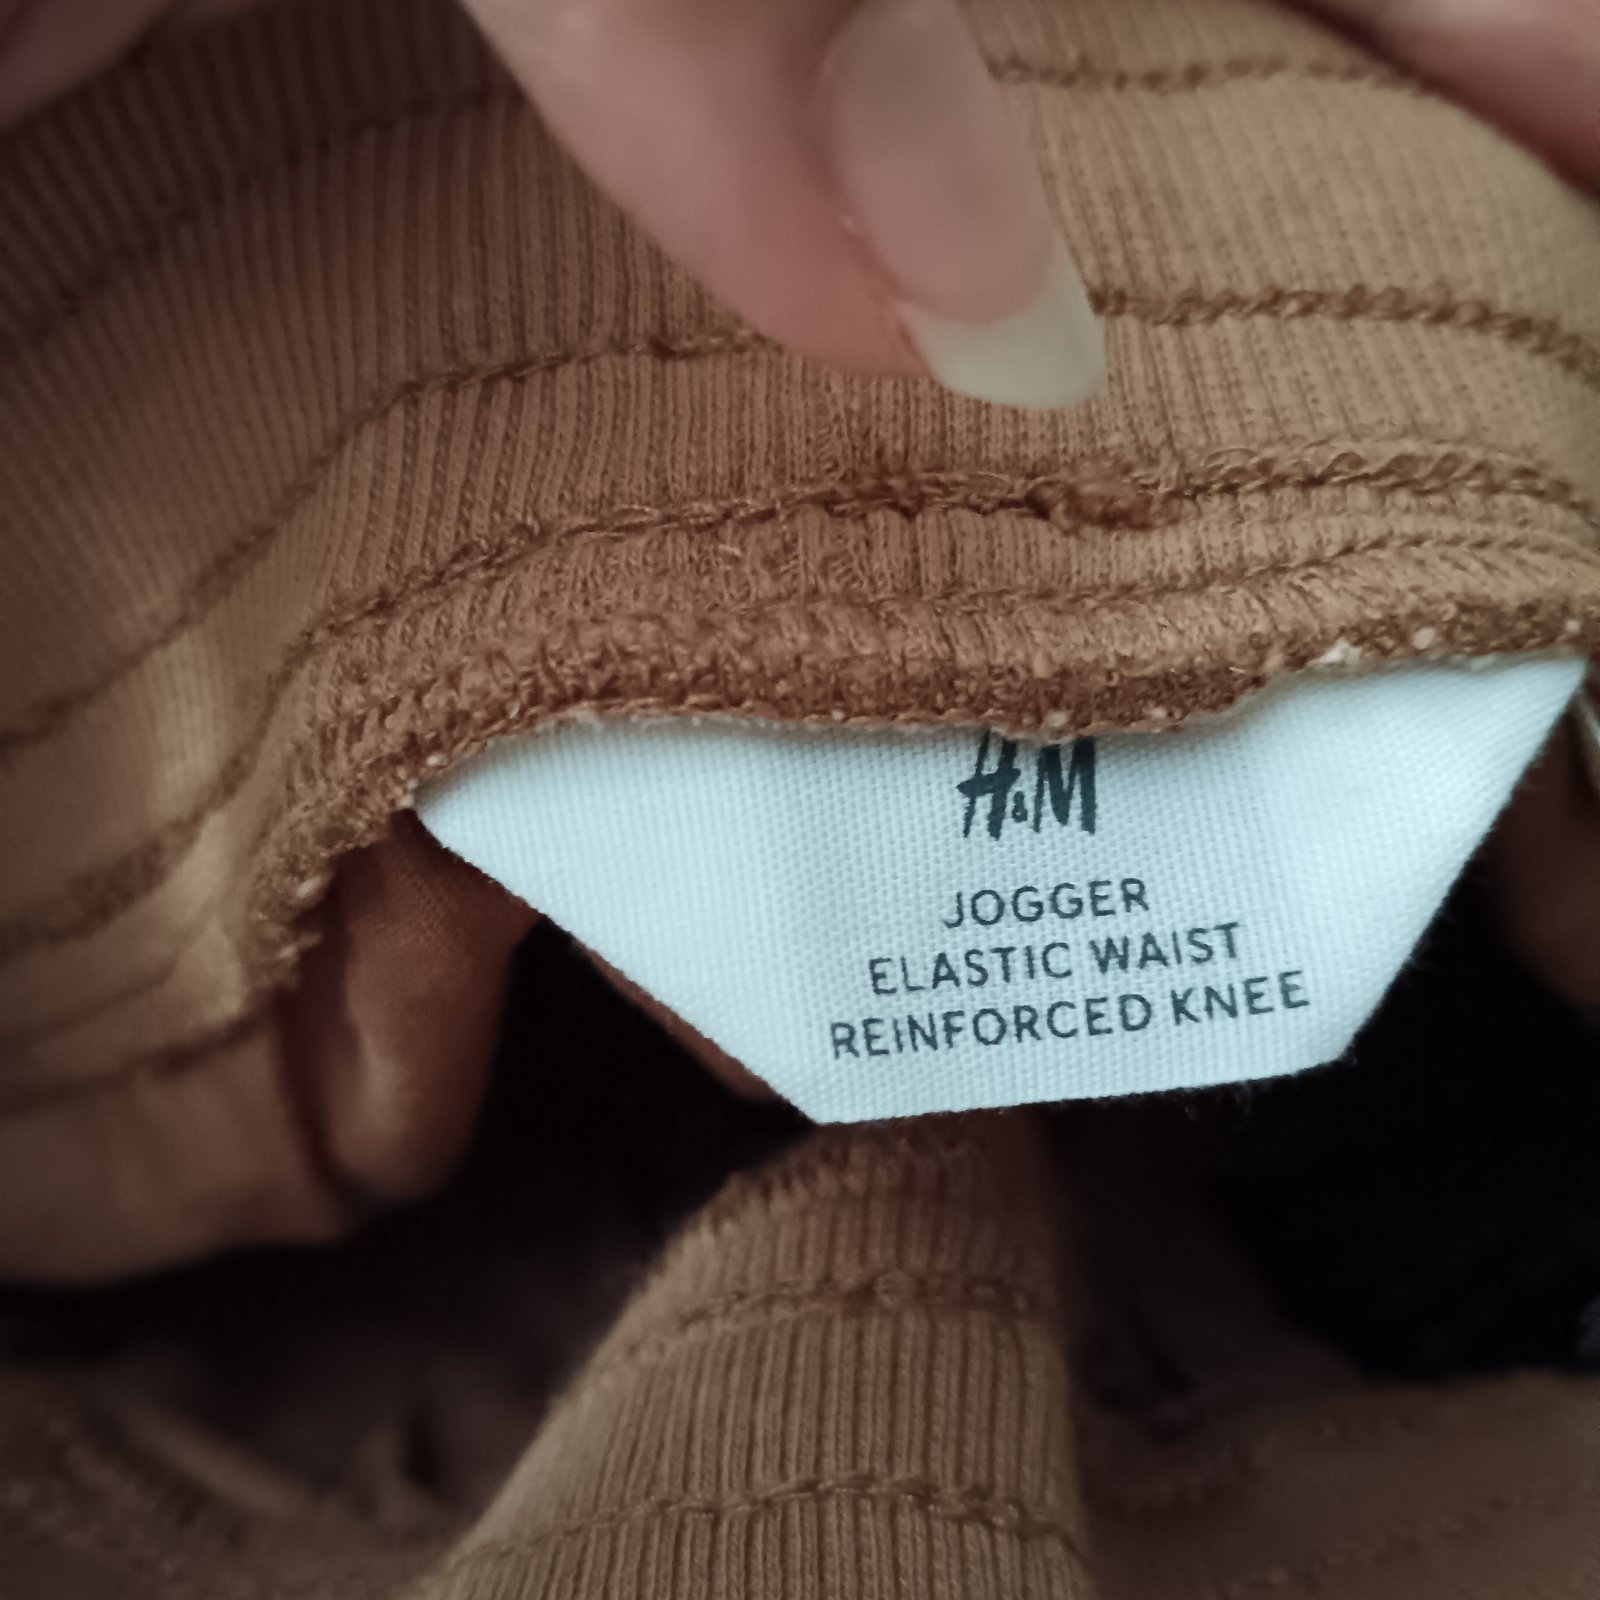 H&M
JOGGER
ELASTIC WAIST
REINFORCED KNEE